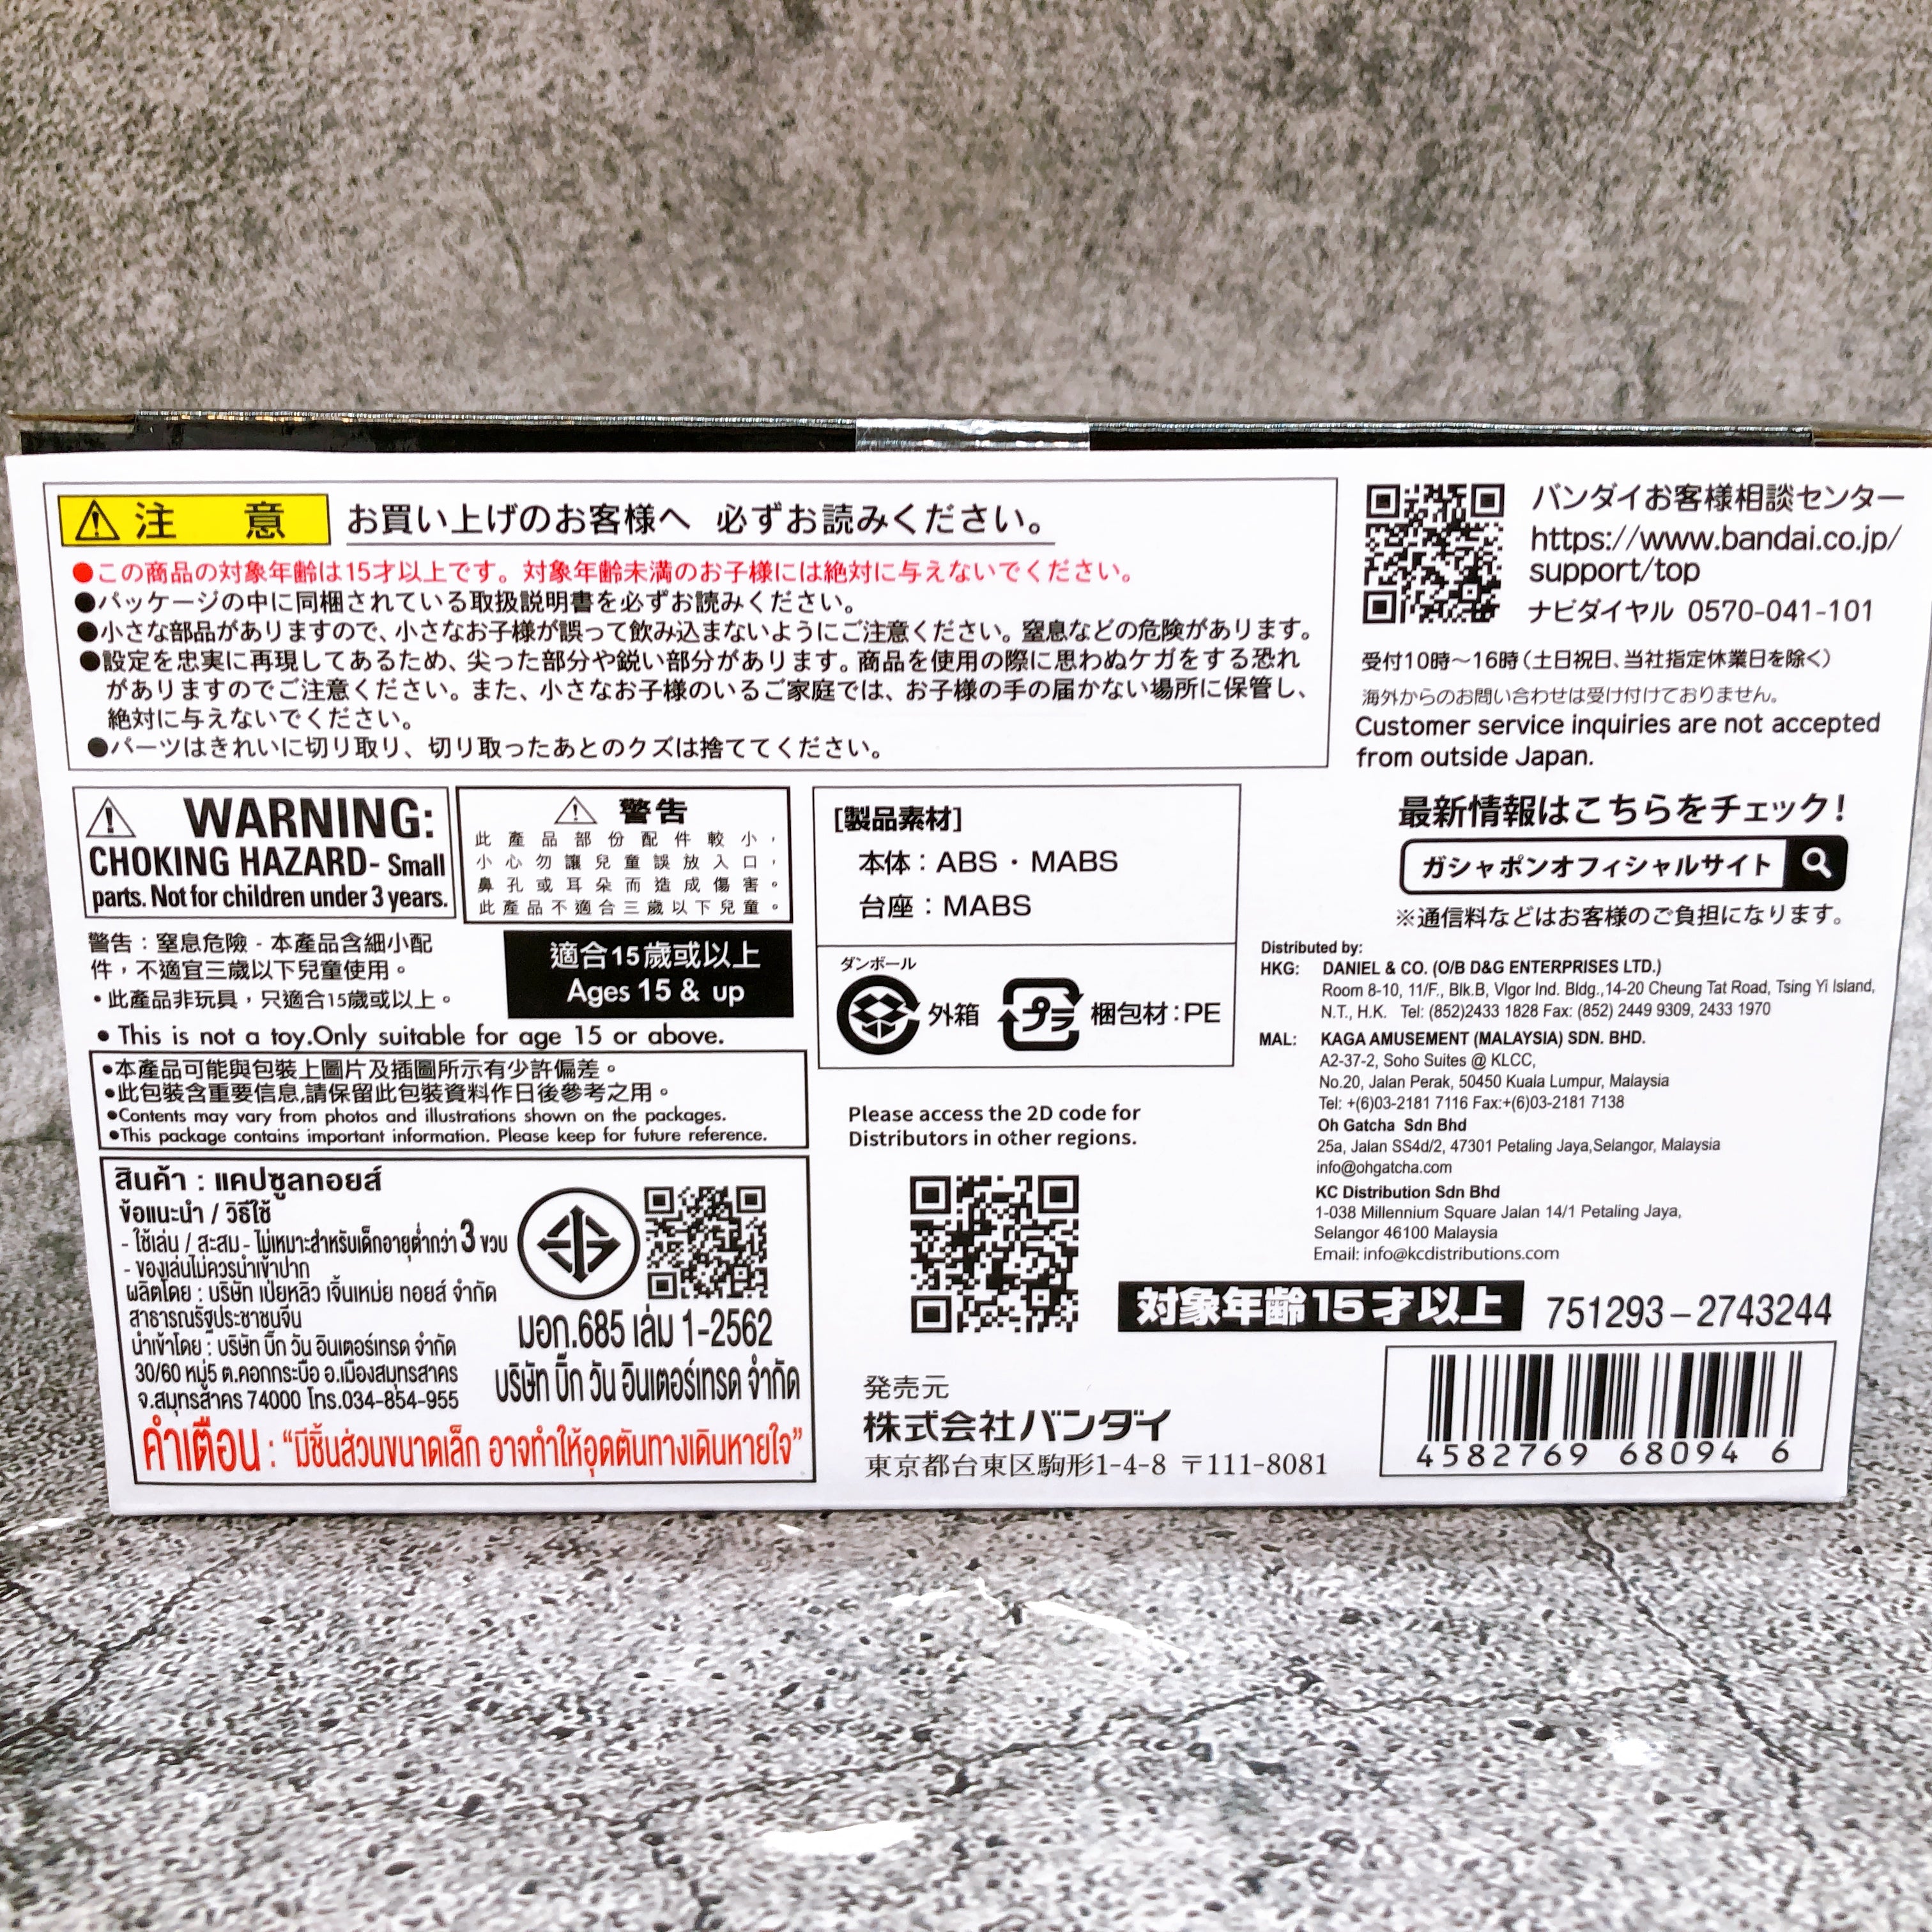 注 意 お買い上げのお客様へ 必ずお読みください。
●この商品の対象年齢は15才以上です。対象年齢未満のお子様には絶対に与えないでください。
●パッケージの中に同梱されている取扱説明書を必ずお読みください。
●小さな部品がありますので、小さなお子様が誤って飲み込まないようにご注意ください。窒息などの危険があります。
●設定を忠実に再現してあるため、尖った部分や鋭い部分があります。商品を使用の際に思わぬケガをする恐れ
がありますのでご注意ください。また、小さなお子様のいるご家庭では、お子様の手の届かない場所に保管し、
絶対に与えないでください。
●パーツはきれいに切り取り、切り取ったあとのクズは捨ててください。
バンダイお客様相談センター
https://www.bandai.co.jp/
support/top
ナビダイヤル 0570-041-101
受付10時～16時(土日祝日、当社指定休業日を除く)
海外からのお問い合わせは受け付けておりません。
Customer service inquiries are not accepted
from outside Japan.
WARNING:
CHOKING HAZARD- Small
parts. Not for children under 3 years.
警告
此產品部份配件較小，
小心勿讓兒童誤放入口，
鼻孔或耳朵而造成傷害。
此產品不適合三歲以下兒童。
警告：窒息危險 - 本產品含細小配
件，不適宜三歲以下兒童使用。
• 此產品非玩具，只適合15歲或以上。
適合15歲或以上
Ages 15 & up
• This is not a toy.Only suitable for age 15 or above.
•本產品可能與包裝上圖片及插圖所示有少許偏差。
•此包裝含重要信息,請保留此包裝資料作日後參考之用。
•Contents may vary from photos and illustrations shown on the packages.
•This package contains important information. Please keep for future reference.
สินค้า : แคปซูลทอยส์
ข้อแนะนำ / วิธีใช้
- ใช้เล่น / สะสม - ไม่เหมาะสำหรับเด็กอายุต่ำกว่า 3 ขวบ
- ของเล่นไม่ควรนำเข้าปาก
ผลิตโดย : บริษัท เป่ยหลิว เจิ้นเหม่ย ทอยส์ จำกัด
สาธารณรัฐประชาชนจีน
นำเข้าโดย : บริษัท บิ๊ก วัน อินเตอร์เทรด จำกัด
30/60 หมู่5 ต.คอกกระบือ อ.เมืองสมุทรสาคร
จ.สมุทรสาคร 74000 โทร.034-854-955
มอก.685 เล่ม 1-2562
บริษัท บิ๊ก วัน อินเตอร์เทรด จำกัด
คำเตือน : “มีชิ้นส่วนขนาดเล็ก อาจทำให้อุดตันทางเดินหายใจ”
[製品素材]
本体：ABS・MABS
台座：MABS
ダンボール
外箱
プラ
梱包材：PE
Please access the 2D code for
Distributors in other regions.
発売元
株式会社バンダイ
東京都台東区駒形1-4-8 〒111-8081
最新情報はこちらをチェック！
ガシャポンオフィシャルサイト
※通信料などはお客様のご負担になります。
Distributed by:
HKG: DANIEL & CO. (O/B D&G ENTERPRISES LTD.)
Room 8-10, 11/F., Blk.B, Vlgor Ind. Bldg.,14-20 Cheung Tat Road, Tsing Yi Island,
N.T., H.K. Tel: (852)2433 1828 Fax: (852) 2449 9309, 2433 1970
MAL: KAGA AMUSEMENT (MALAYSIA) SDN. BHD.
A2-37-2, Soho Suites @ KLCC,
No.20, Jalan Perak, 50450 Kuala Lumpur, Malaysia
Tel: +(6)03-2181 7116 Fax:+(6)03-2181 7138
Oh Gatcha Sdn Bhd
25a, Jalan SS4d/2, 47301 Petaling Jaya,Selangor, Malaysia
info@ohgatcha.com
KC Distribution Sdn Bhd
1-038 Millennium Square Jalan 14/1 Petaling Jaya,
Selangor 46100 Malaysia
Email: info@kcdistributions.com
対象年齢15才以上 751293-2743244
4582769 68094 6